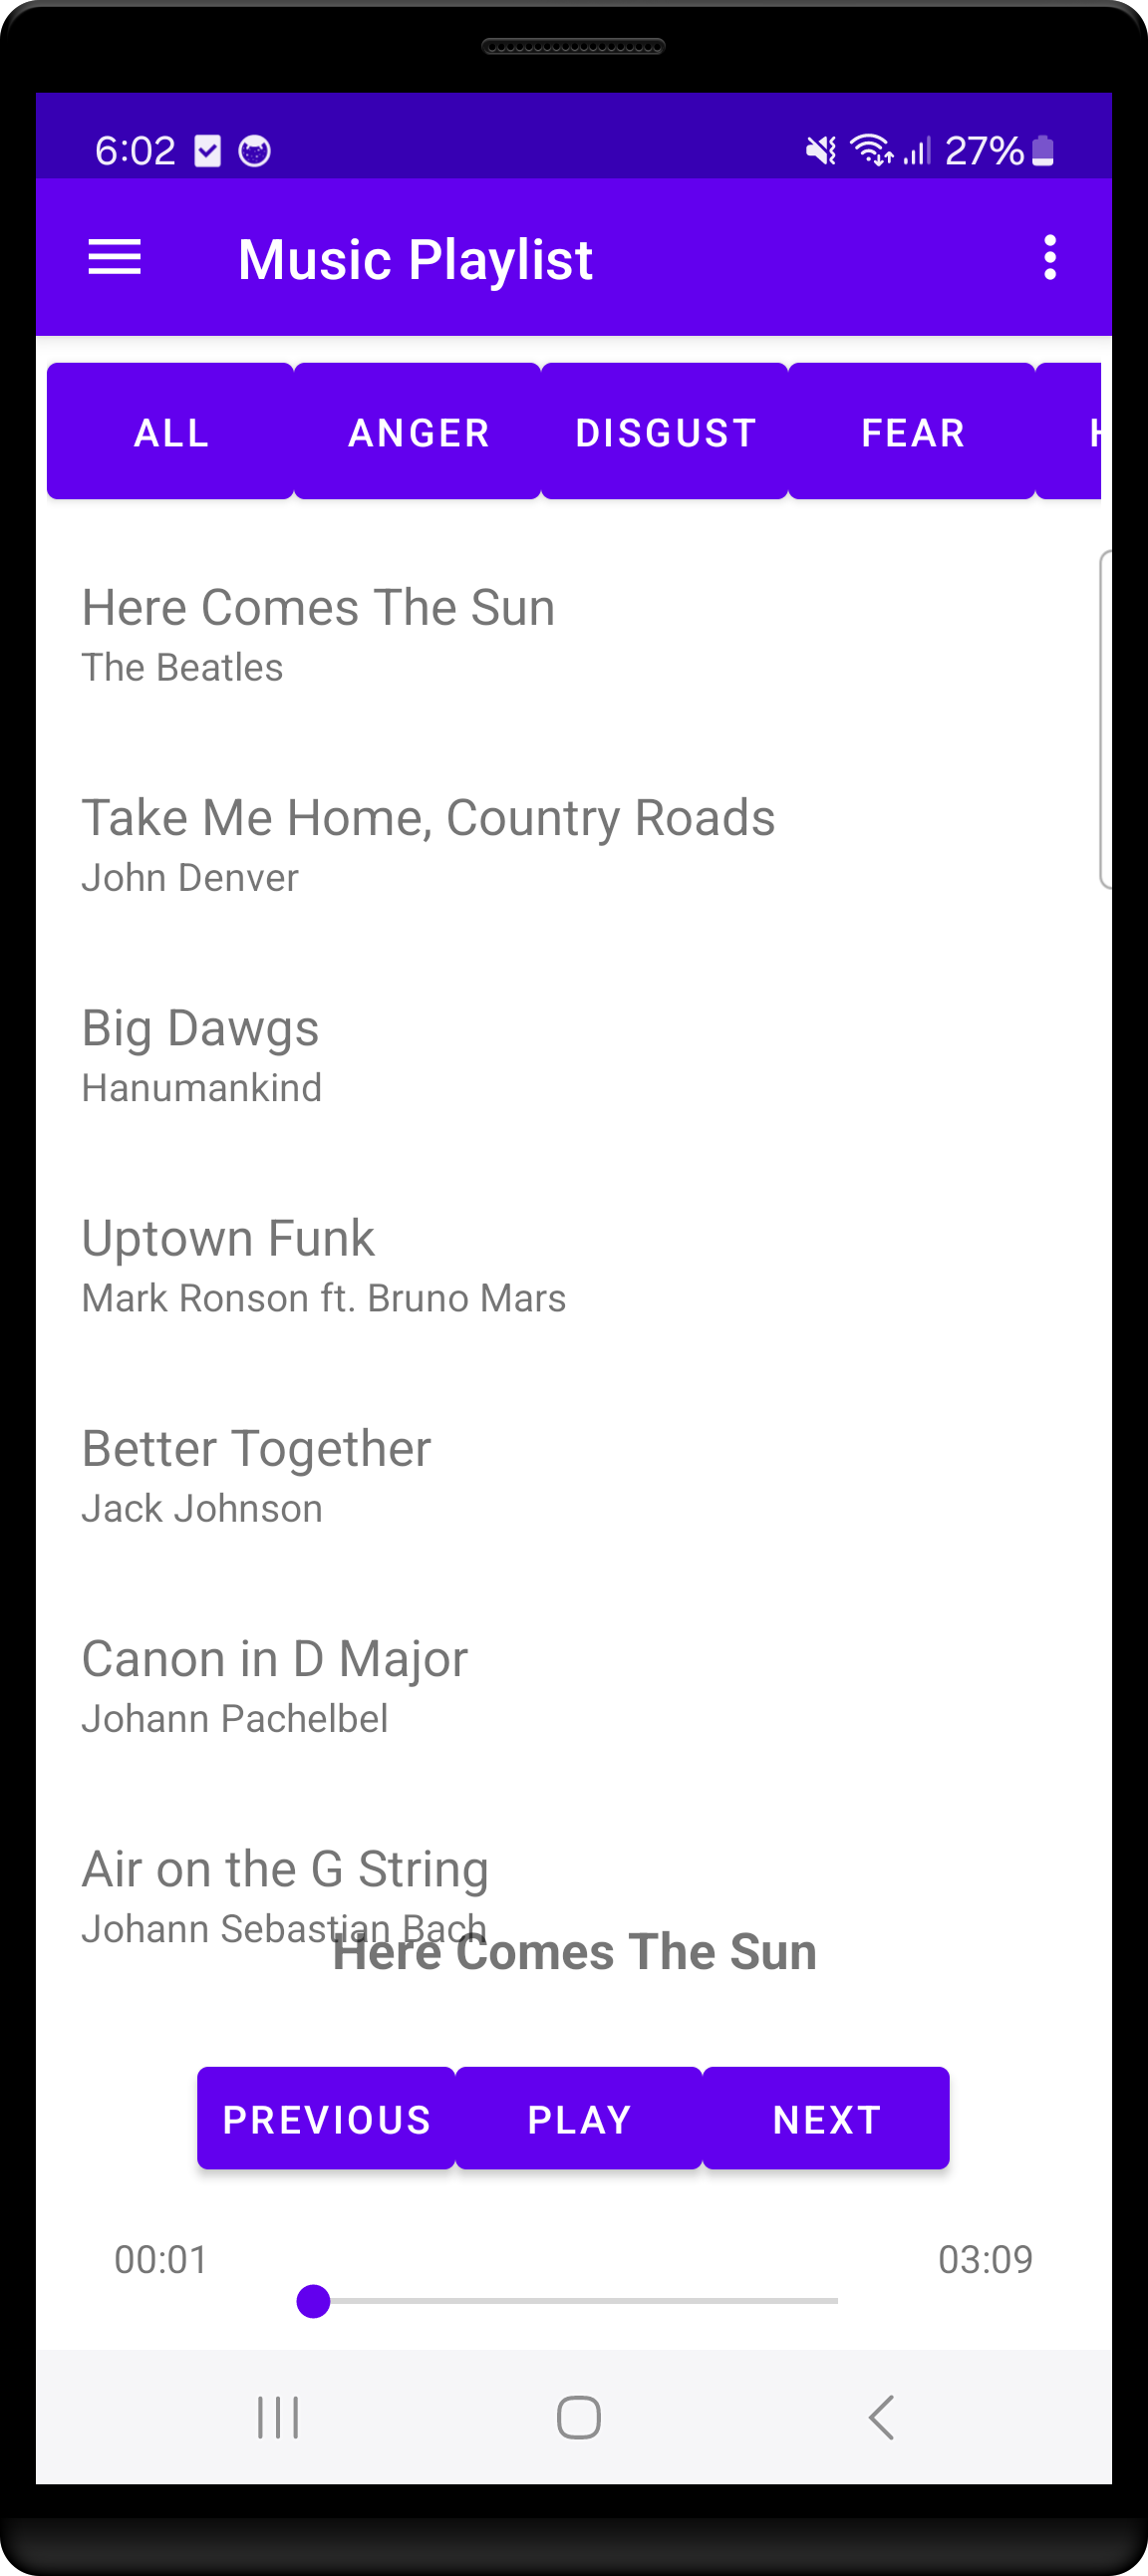 6:02 27%
Music Playlist
ALL ANGER DISGUST FEAR
Here Comes The Sun
The Beatles
Take Me Home, Country Roads
John Denver
Big Dawgs
Hanumankind
Uptown Funk
Mark Ronson ft. Bruno Mars
Better Together
Jack Johnson
Canon in D Major
Johann Pachelbel
Air on the G String
Johann Sebastian Bach
Here Comes The Sun
PREVIOUS PLAY NEXT
00:01 03:09